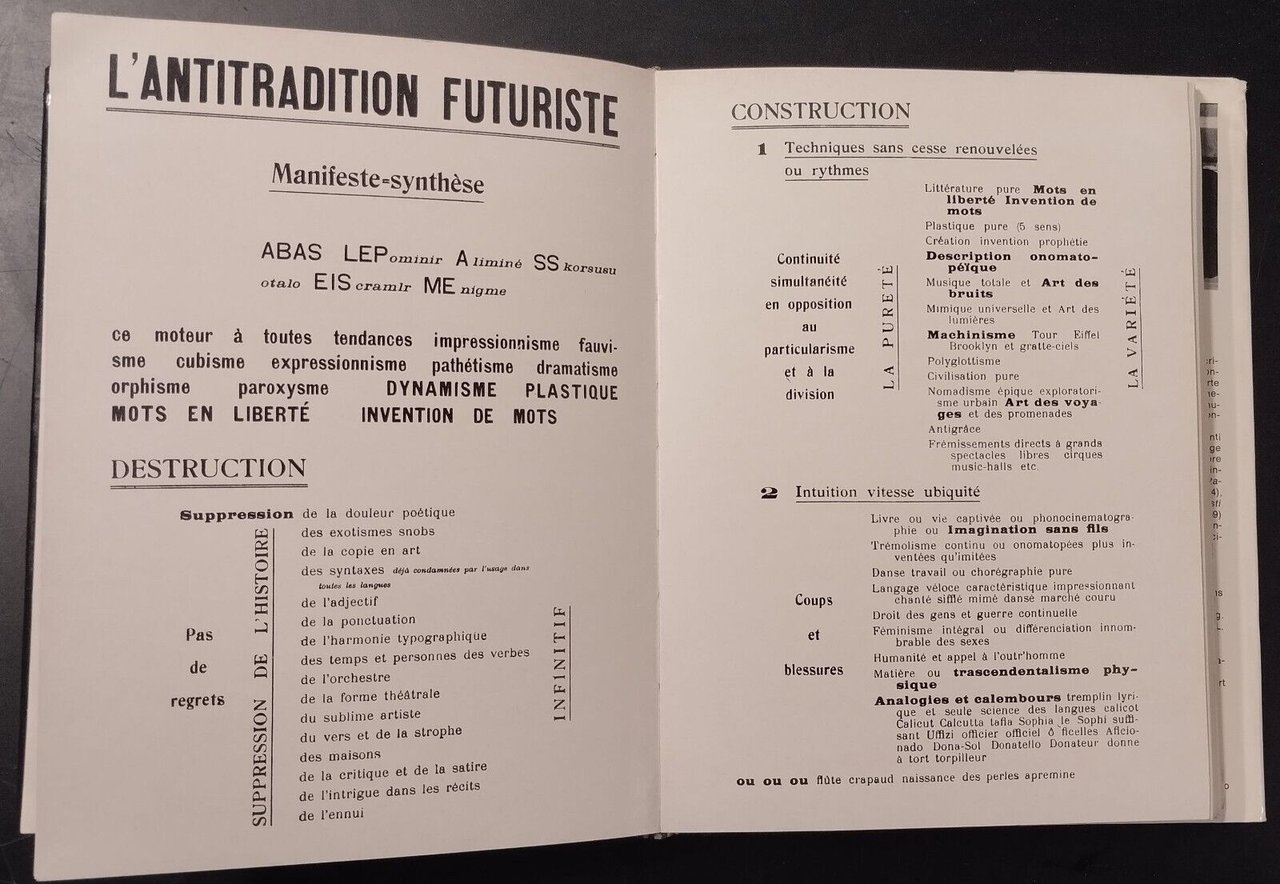 L'ANTITRADITION FUTURISTE
Manifeste=synthèse
ABAS LEPominir Aliminé SSkorsusu
otalo EIScramlr MEnigme
ce moteur à toutes tendances impressionnisme fauvi-
sme cubisme expressionnisme pathétisme dramatisme
orphisme paroxysme DYNAMISME PLASTIQUE
MOTS EN LIBERTÉ INVENTION DE MOTS
DESTRUCTION
Suppression de la douleur poétique
des exotismes snobs
de la copie en art
des syntaxes déjà condamnées par l'usage dans
toutes les langues
de l'adjectif
de la ponctuation
de l'harmonie typographique
des temps et personnes des verbes
de l'orchestre
de la forme théâtrale
du sublime artiste
du vers et de la strophe
des maisons
de la critique et de la satire
de l'intrigue dans les récits
de l'ennui
Pas
de
regrets
SUPPRESSION DE L'HISTOIRE
INFINITIF
CONSTRUCTION
1 Techniques sans cesse renouvelées
ou rythmes
Continuité
simultanéité
en opposition
au
particularisme
et à la
division
LA PURETÉ
Littérature pure Mots en
liberté Invention de
mots
Plastique pure (5 sens)
Création invention prophétie
Description onomato-
péïque
Musique totale et Art des
bruits
Mimique universelle et Art des
lumières
Machinisme Tour Eiffel
Brooklyn et gratte-ciels
Polyglottisme
Civilisation pure
Nomadisme épique exploratori-
sme urbain Art des voya-
ges et des promenades
Antigrâce
Frémissements directs à grands
spectacles libres cirques
music-halls etc.
LA VARIÉTÉ
2 Intuition vitesse ubiquité
Coups
et
blessures
Livre ou vie captivée ou phonocinematogra-
phie ou Imagination sans fils
Trémolisme continu ou onomatopées plus in-
ventées qu'imitées
Danse travail ou chorégraphie pure
Langage véloce caractéristique impressionnant
chanté sifflé mimé dansé marché couru
Droit des gens et guerre continuelle
Féminisme intégral ou différenciation innom-
brable des sexes
Humanité et appel à l'outr'homme
Matière ou trascendentalisme phy-
sique
Analogies et calembours tremplin lyri-
que et seule science des langues calicot
Calicut Calcutta tafia Sophia le Sophi suffi-
sant Uffizi officier officiel ô ficelles Aficio-
nado Dona-Sol Donatello Donateur donne
à tort torpilleur
ou ou ou flûte crapaud naissance des perles apremine